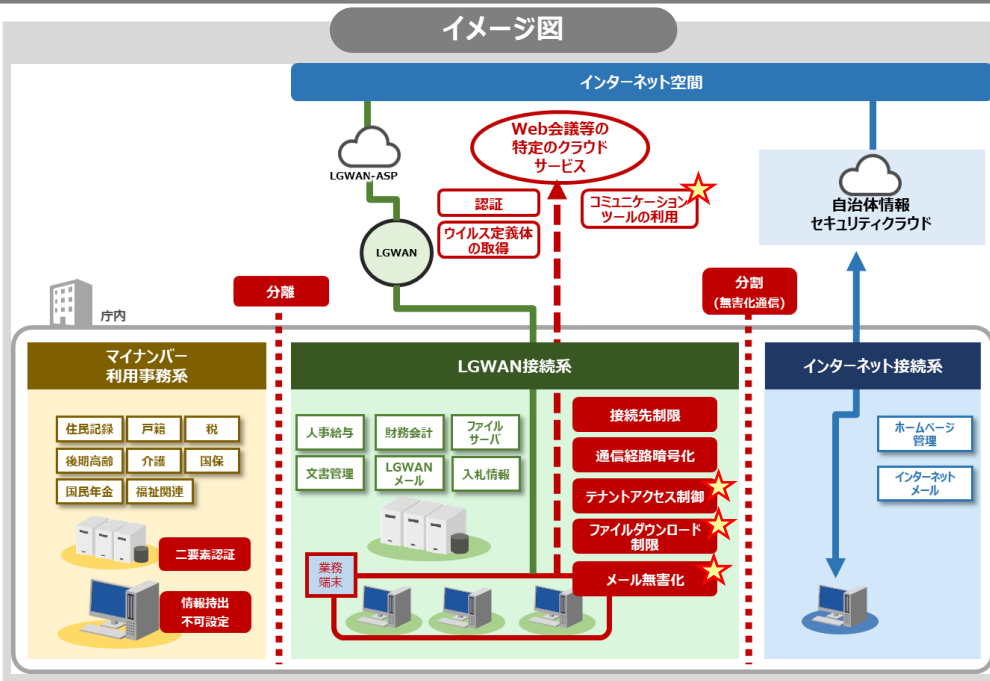 イメージ図
インターネット空間
LGWAN-ASP
Web会議等の
特定のクラウド
サービス
認証
ウイルス定義体
の取得
コミュニケーション
ツールの利用
自治体情報
セキュリティクラウド
LGWAN
分離
分割
(無害化通信)
庁内
マイナンバー
利用事務系
住民記録
戸籍
税
後期高齢
介護
国保
国民年金
福祉関連
二要素認証
情報持出
不可設定
LGWAN接続系
人事給与
財務会計
ファイル
サーバ
文書管理
LGWAN
メール
入札情報
業務
端末
接続先制限
通信経路暗号化
テナントアクセス制御
ファイルダウンロード
制限
メール無害化
インターネット接続系
ホームページ
管理
インターネット
メール